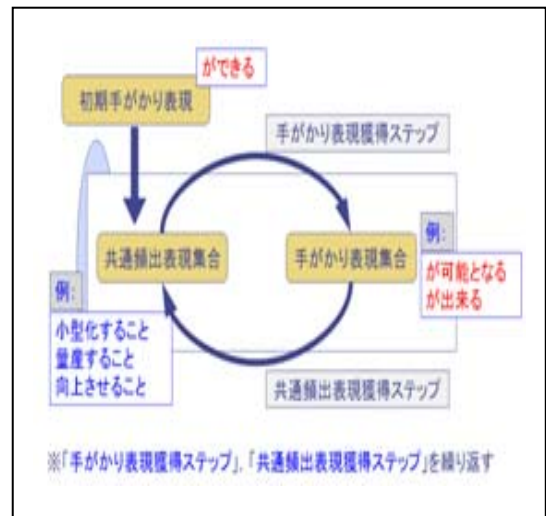 ができる
初期手がかり表現
手がかり表現獲得ステップ
共通頻出表現集合
手がかり表現集合
例:
が可能となる
が出来る
例:
小型化すること
量産すること
向上させること
共通頻出表現獲得ステップ
※「手がかり表現獲得ステップ」,「共通頻出表現獲得ステップ」を繰り返す